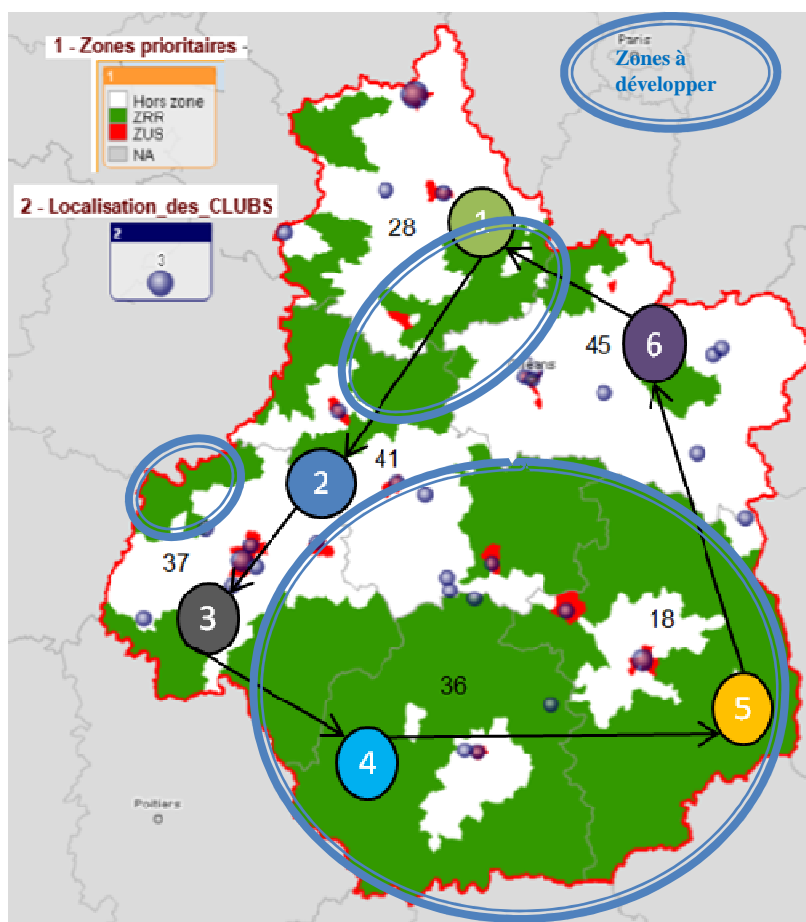 1 - Zones prioritaires -
1
Hors zone
ZRR
ZUS
NA
2 - Localisation_des_CLUBS
2
3
Paris
Zones à
développer
28
1
45
6
41
2
37
3
18
36
5
4
Poitiers